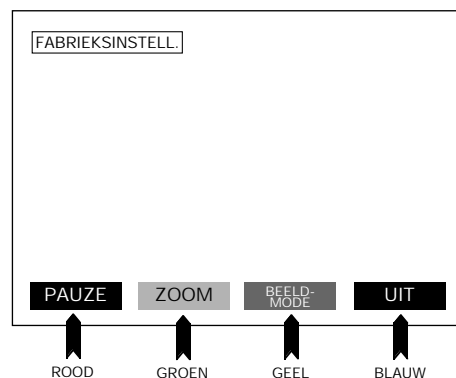 FABRIEKSINSTELL.
PAUZE ZOOM BEELD-
MODE UIT
ROOD GROEN GEEL BLAUW